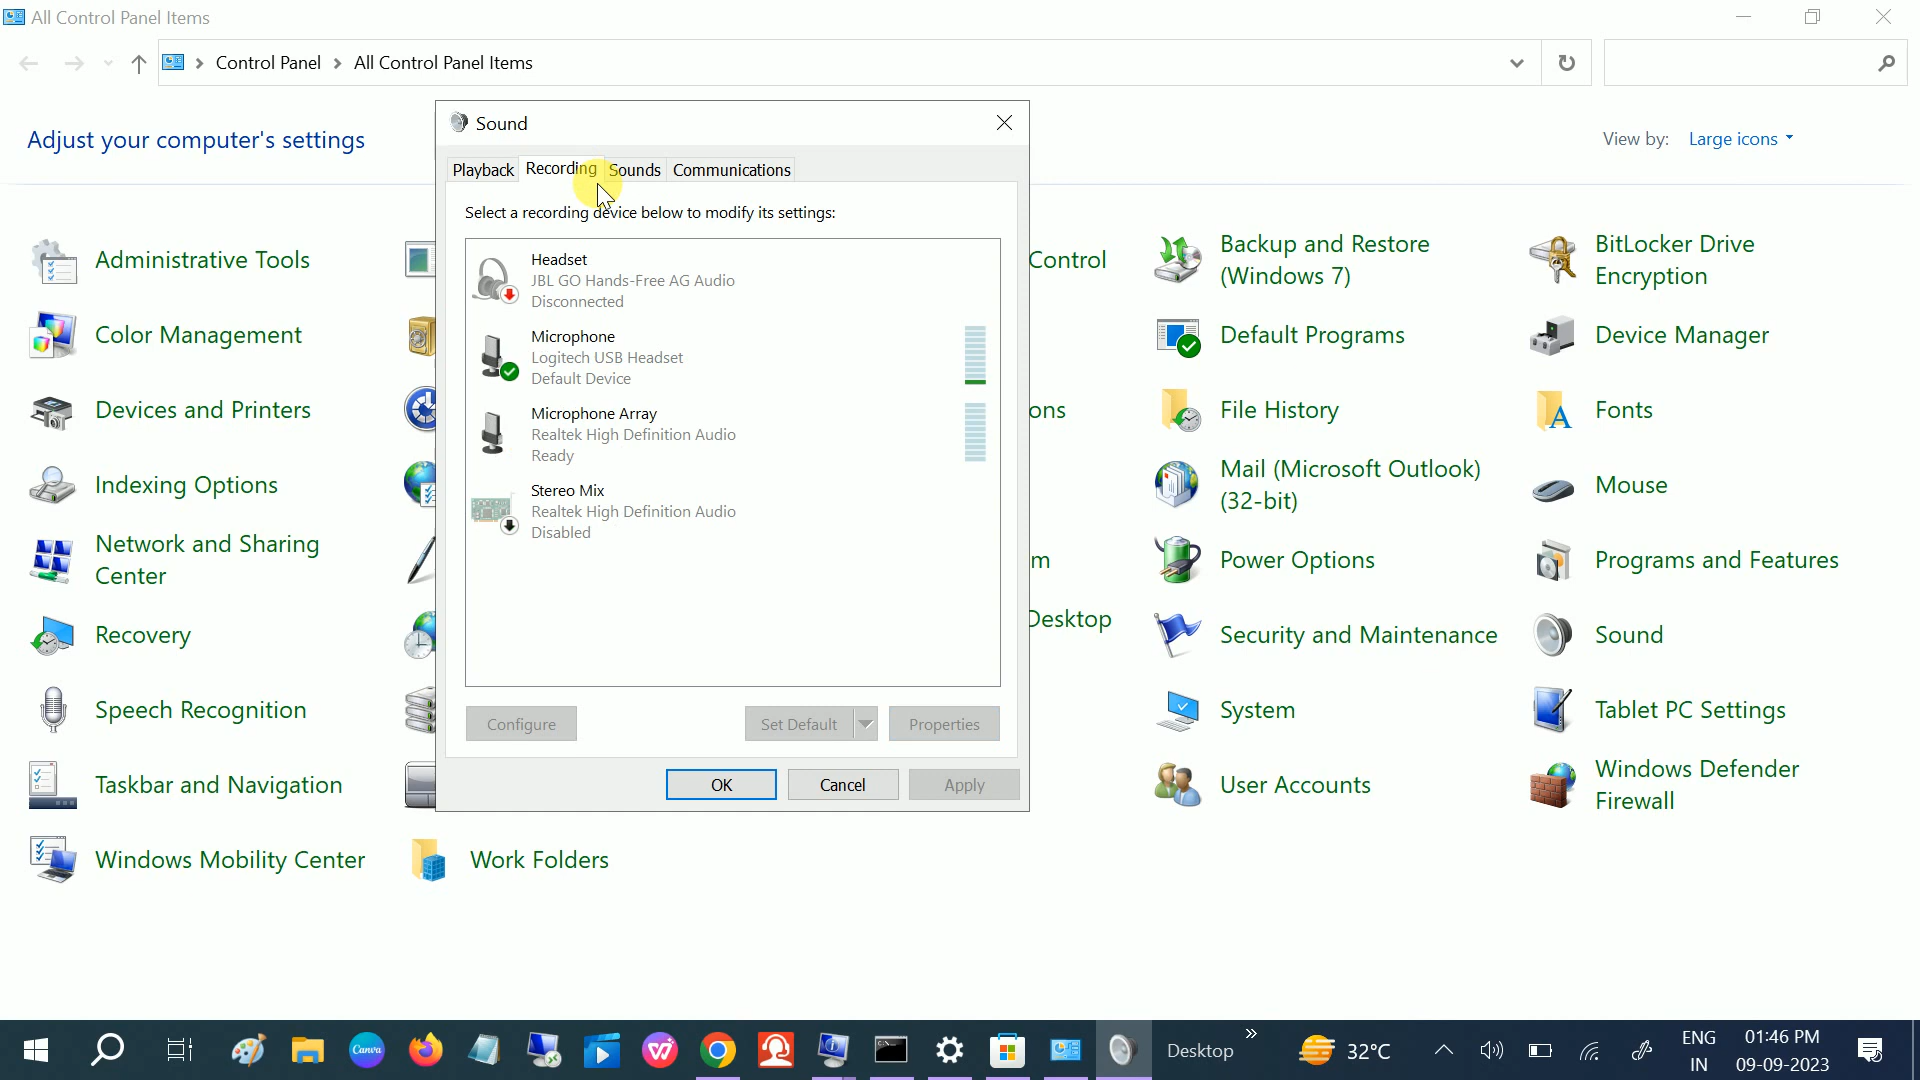 All Control Panel Items
Control Panel > All Control Panel Items
Adjust your computer's settings
View by: Large icons
Sound
Playback Recording Sounds Communications
Select a recording device below to modify its settings:
Headset
JBL GO Hands-Free AG Audio
Disconnected
Microphone
Logitech USB Headset
Default Device
Microphone Array
Realtek High Definition Audio
Ready
Stereo Mix
Realtek High Definition Audio
Disabled
Configure Set Default Properties
OK Cancel Apply
Administrative Tools
Control
Backup and Restore
(Windows 7)
BitLocker Drive
Encryption
Color Management
Default Programs
Device Manager
Devices and Printers
ons
File History
Fonts
Indexing Options
Mail (Microsoft Outlook)
(32-bit)
Mouse
Network and Sharing
Center
m
Power Options
Programs and Features
Recovery
Desktop
Security and Maintenance
Sound
Speech Recognition
System
Tablet PC Settings
Taskbar and Navigation
User Accounts
Windows Defender
Firewall
Windows Mobility Center
Work Folders
Canva
Desktop
32°C
ENG
IN
01:46 PM
09-09-2023